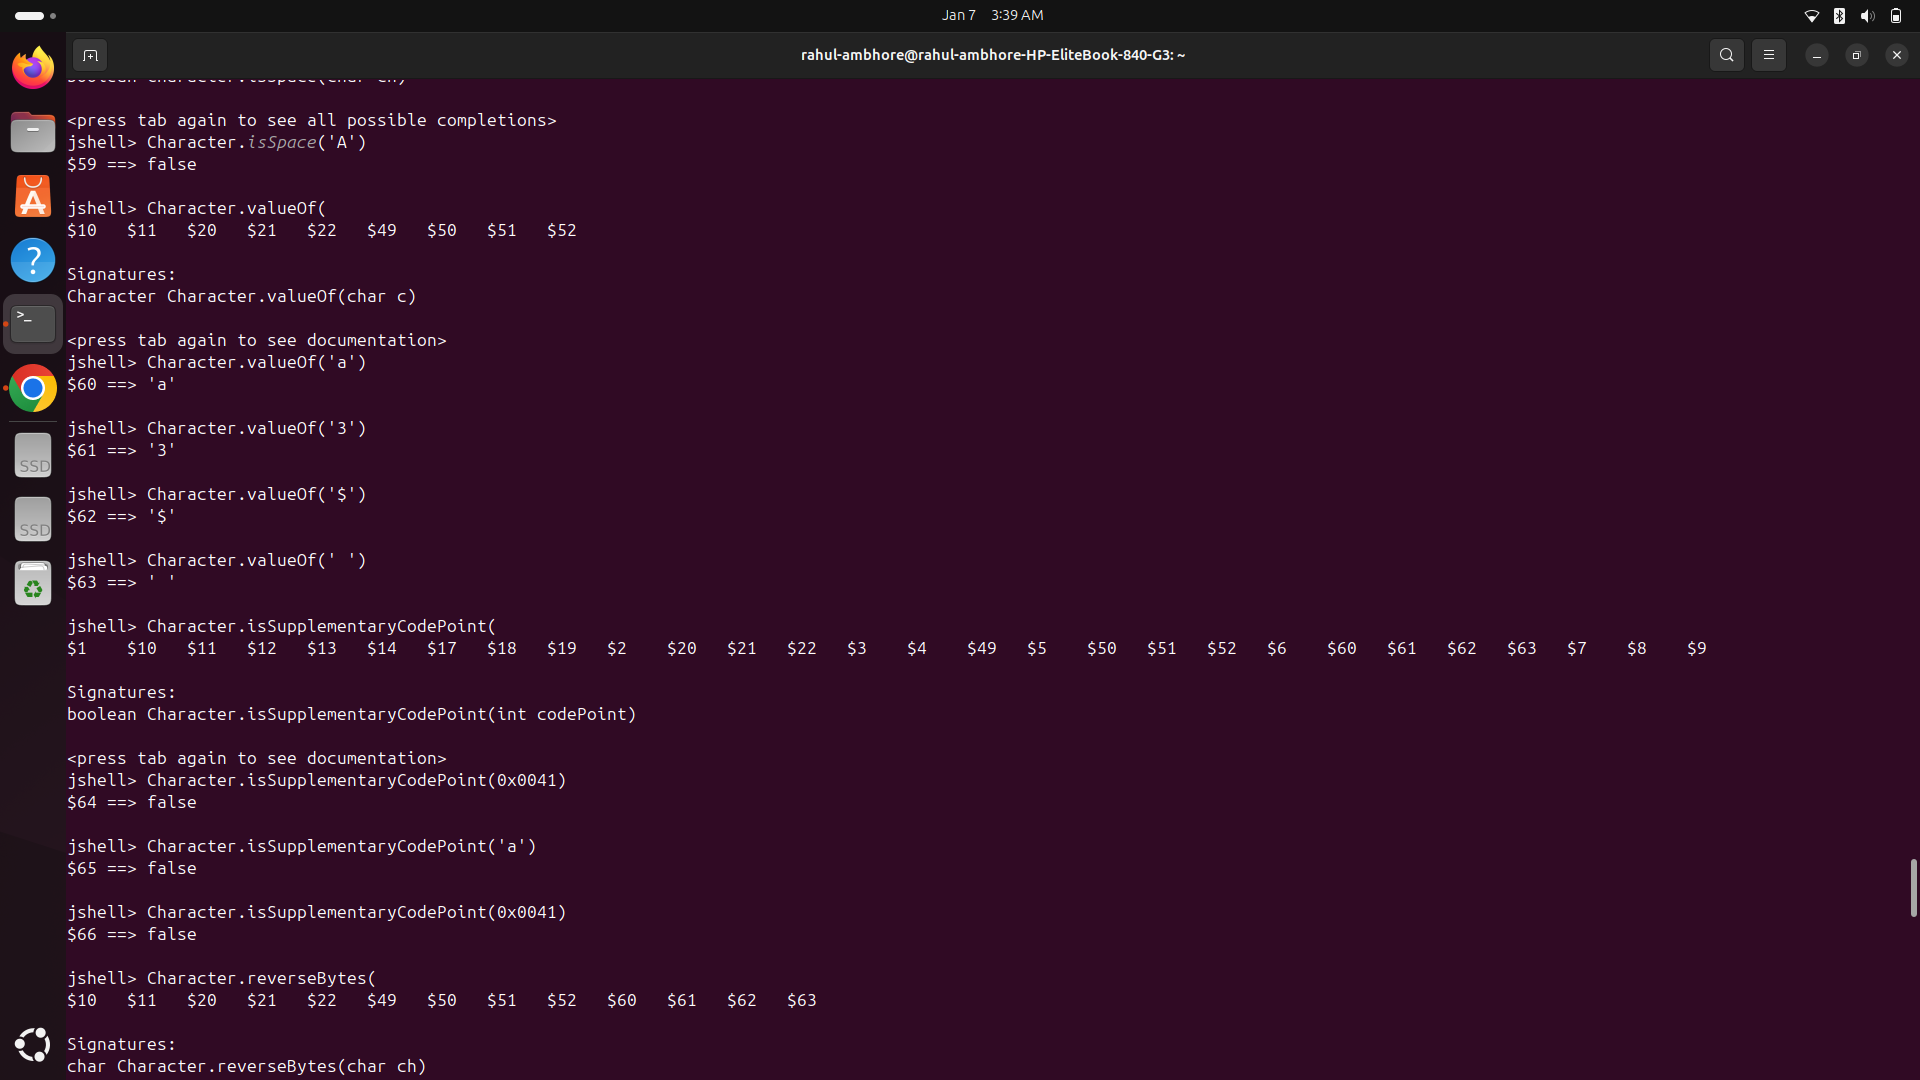 Jan 7 3:39 AM
rahul-ambhore@rahul-ambhore-HP-EliteBook-840-G3: ~
boolean Character.isSpace(char ch)
<press tab again to see all possible completions>
jshell> Character.isSpace('A')
$59 ==> false
jshell> Character.valueOf(
$10 $11 $20 $21 $22 $49 $50 $51 $52
Signatures:
Character Character.valueOf(char c)
<press tab again to see documentation>
jshell> Character.valueOf('a')
$60 ==> 'a'
jshell> Character.valueOf('3')
$61 ==> '3'
jshell> Character.valueOf('$')
$62 ==> '$'
jshell> Character.valueOf(' ')
$63 ==> ' '
jshell> Character.isSupplementaryCodePoint(
$1 $10 $11 $12 $13 $14 $17 $18 $19 $2 $20 $21 $22 $3 $4 $49 $5 $50 $51 $52 $6 $60 $61 $62 $63 $7 $8 $9
Signatures:
boolean Character.isSupplementaryCodePoint(int codePoint)
<press tab again to see documentation>
jshell> Character.isSupplementaryCodePoint(0x0041)
$64 ==> false
jshell> Character.isSupplementaryCodePoint('a')
$65 ==> false
jshell> Character.isSupplementaryCodePoint(0x0041)
$66 ==> false
jshell> Character.reverseBytes(
$10 $11 $20 $21 $22 $49 $50 $51 $52 $60 $61 $62 $63
Signatures:
char Character.reverseBytes(char ch)
SSD
SSD